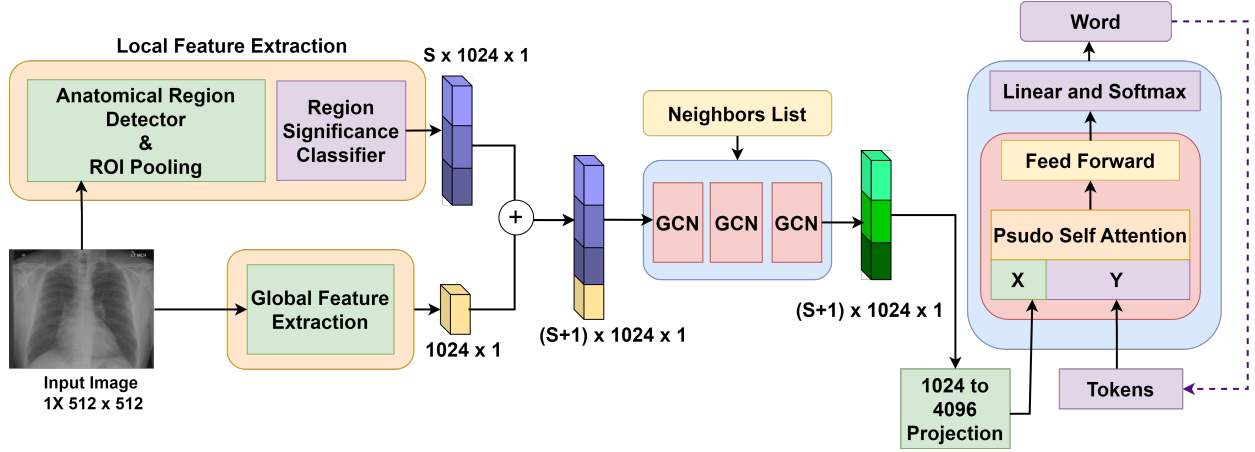 Local Feature Extraction
S x 1024 x 1
Anatomical Region
Detector
&
ROI Pooling
Region
Significance
Classifier
Input Image
1X 512 x 512
Global Feature
Extraction
1024 x 1
+
(S+1) x 1024 x 1
Neighbors List
GCN
GCN
GCN
(S+1) x 1024 x 1
1024 to
4096
Projection
Word
Linear and Softmax
Feed Forward
Psudo Self Attention
X
Y
Tokens